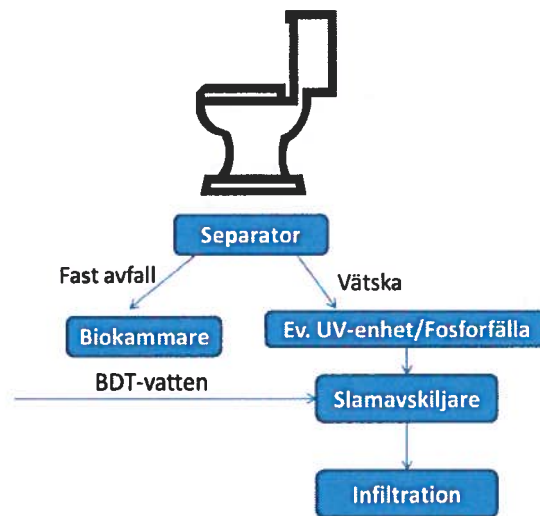 Separator
Fast avfall
Vätska
Biokammare
Ev. UV-enhet/Fosforfälla
BDT-vatten
Slamavskiljare
Infiltration